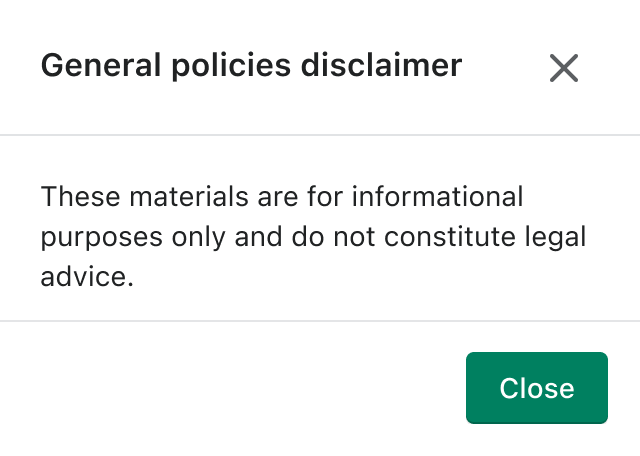 General policies disclaimer
These materials are for informational
purposes only and do not constitute legal
advice.
Close